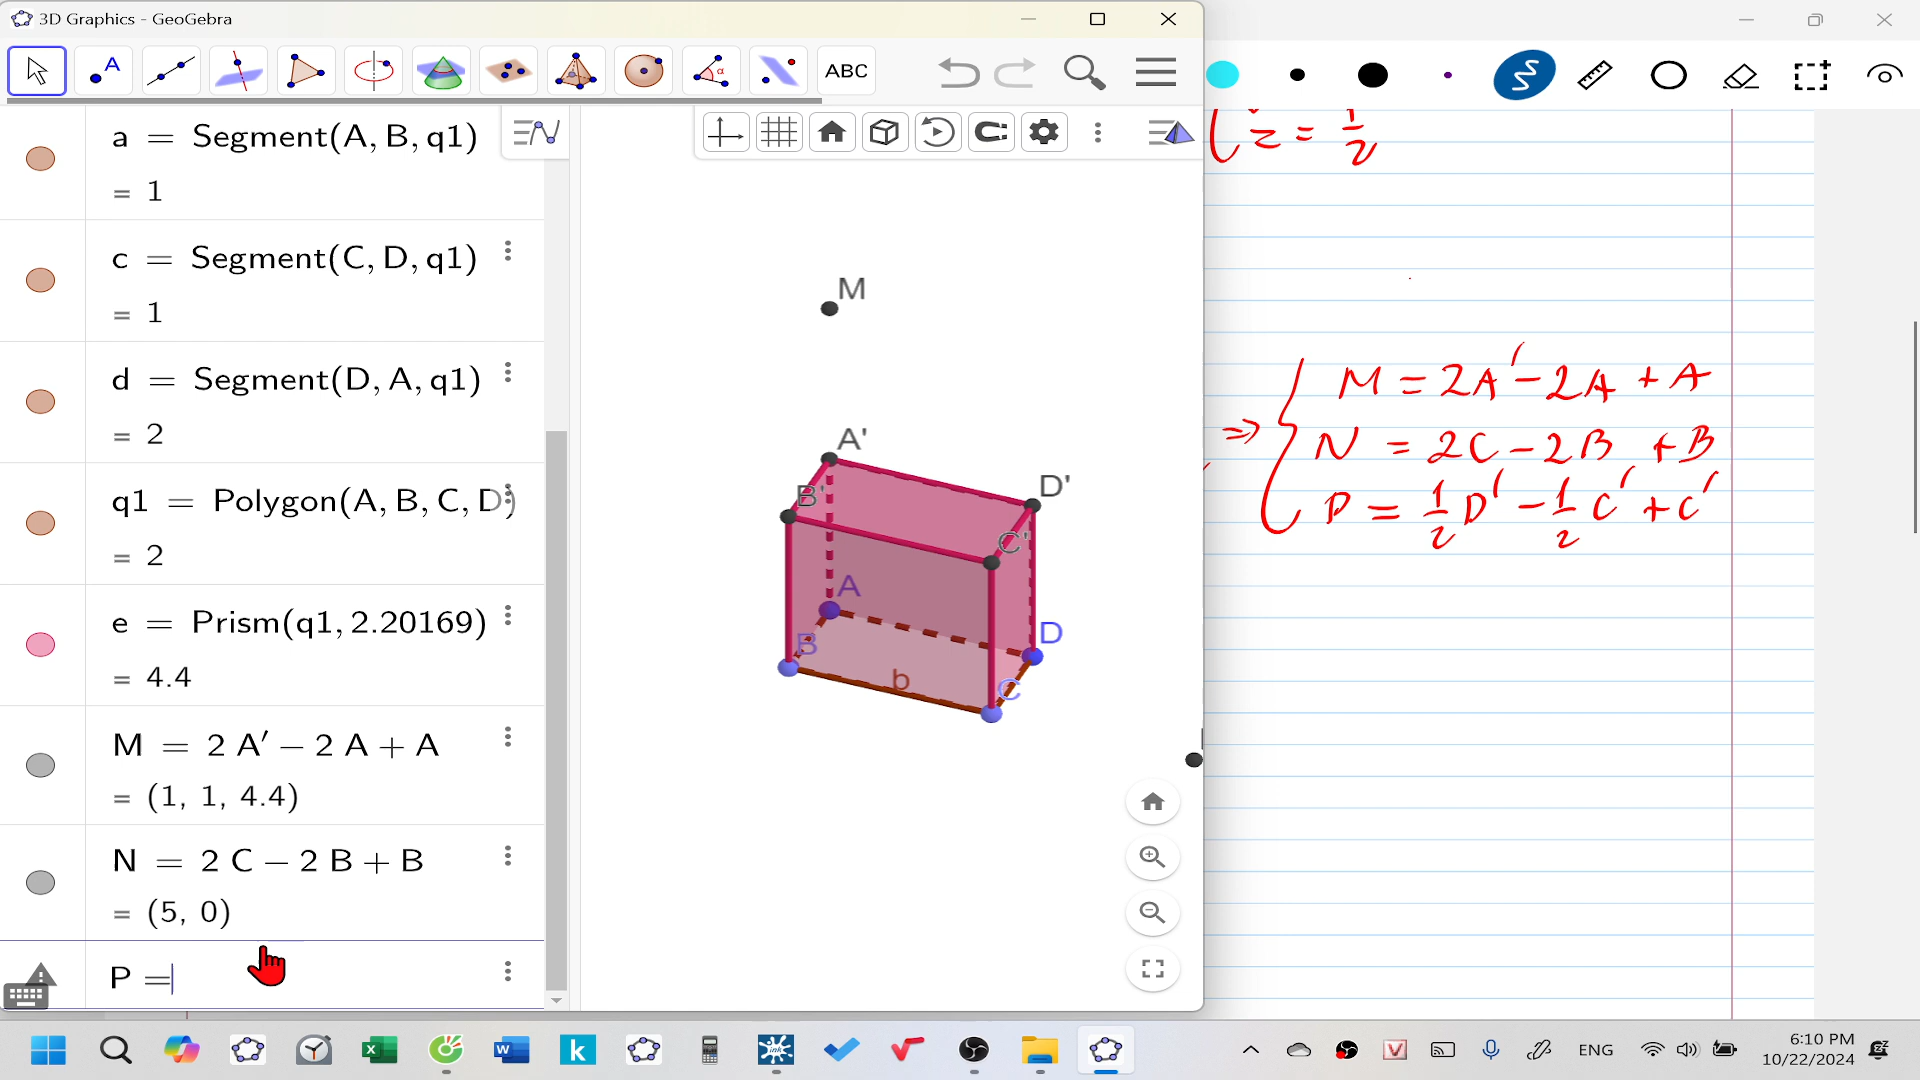 3D Graphics - GeoGebra
A
α
ABC
a = Segment(A, B, q1)
= 1
c = Segment(C, D, q1)
= 1
d = Segment(D, A, q1)
= 2
q1 = Polygon(A, B, C, D)
= 2
e = Prism(q1, 2.20169)
= 4.4
M = 2 A′ − 2 A + A
= (1, 1, 4.4)
N = 2 C − 2 B + B
= (5, 0)
P =
M
A'
D'
B'
C'
A
D
B
b
C
z = 1/2
⇒ { M = 2A' − 2A + A
N = 2C − 2B + B
P = 1/2 D' − 1/2 C' + C'
W
k
ink
ENG
6:10 PM
10/22/2024